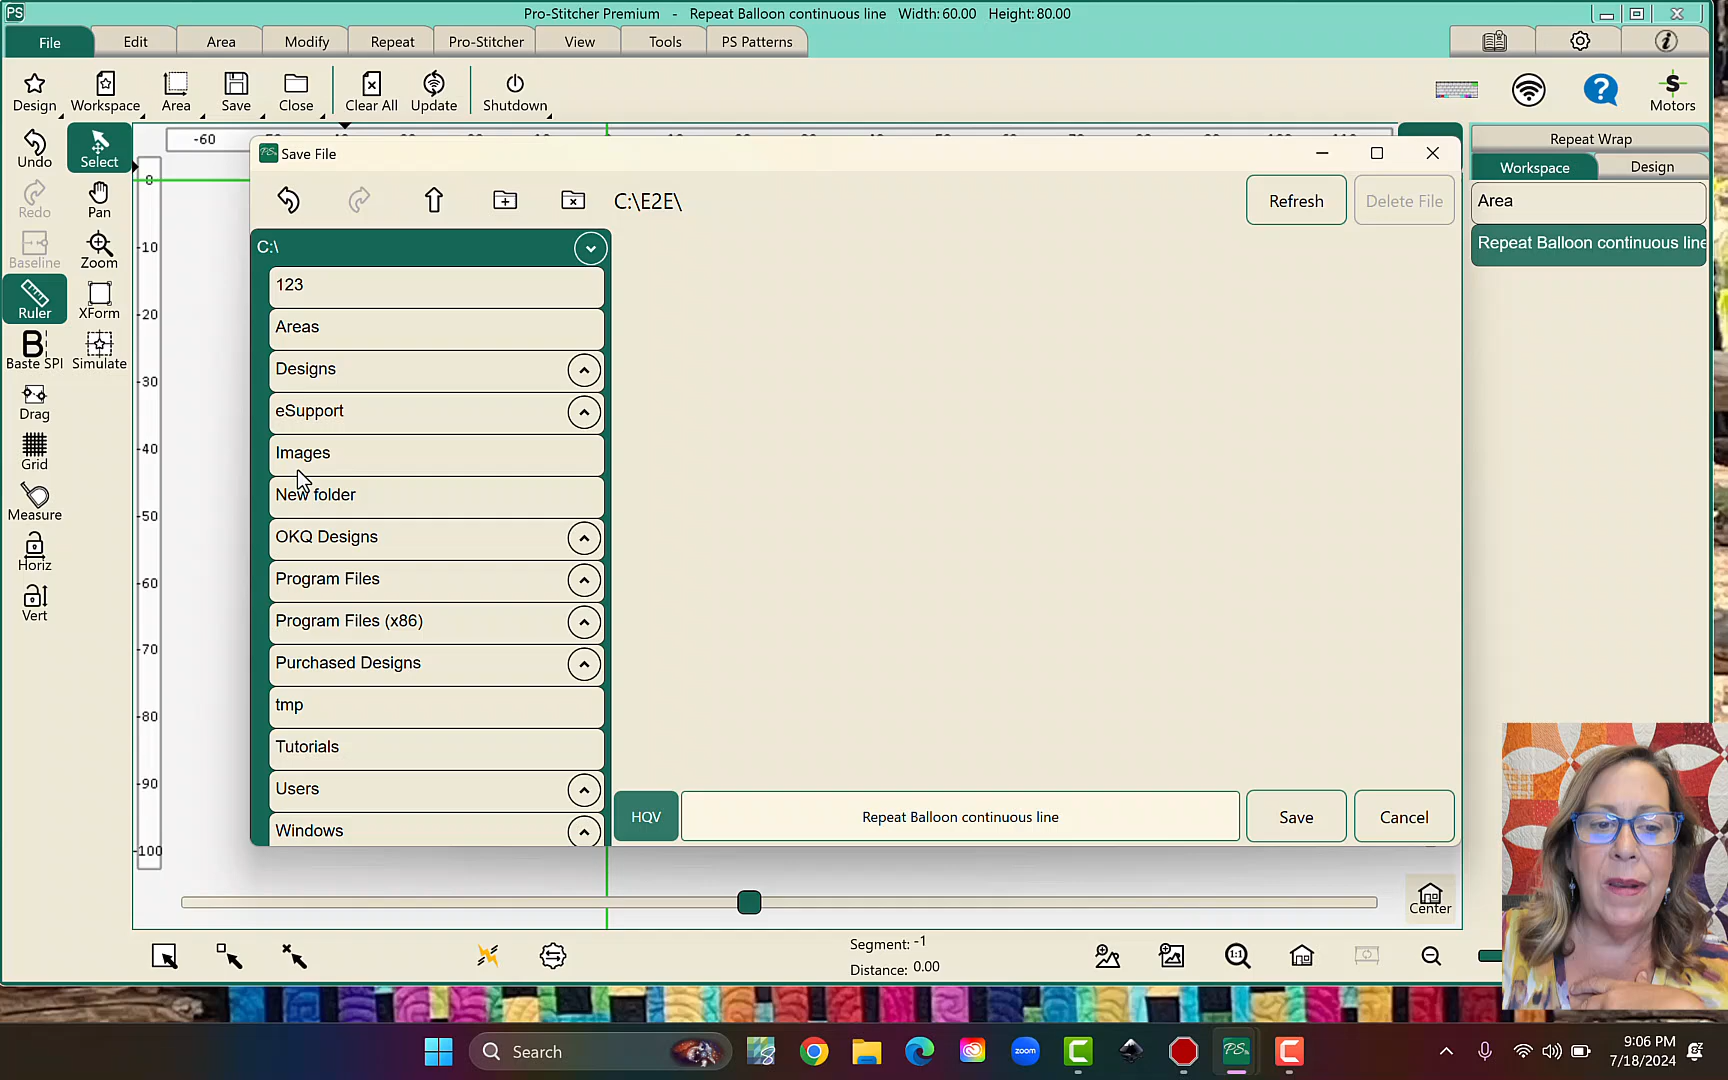 PS Pro-Stitcher Premium - Repeat Balloon continuous line Width: 60.00 Height: 80.00
File Edit Area Modify Repeat Pro-Stitcher View Tools PS Patterns
Design Workspace Area Save Close Clear All Update Shutdown Motors
Undo Select
Redo Pan
Baseline Zoom
Ruler XForm
Baste SPI Simulate
Drag
Grid
Measure
Horiz
Vert
-60
0
-10
-20
-30
-40
-50
-60
-70
-80
-90
-100
Save File
C:\E2E\ Refresh Delete File
C:\
123
Areas
Designs
eSupport
Images
New folder
OKQ Designs
Program Files
Program Files (x86)
Purchased Designs
tmp
Tutorials
Users
Windows
HQV Repeat Balloon continuous line Save Cancel
Repeat Wrap
Workspace Design
Area
Repeat Balloon continuous line
Center
Segment: -1
Distance: 0.00
1:1
Search
zoom
PS
9:06 PM
7/18/2024